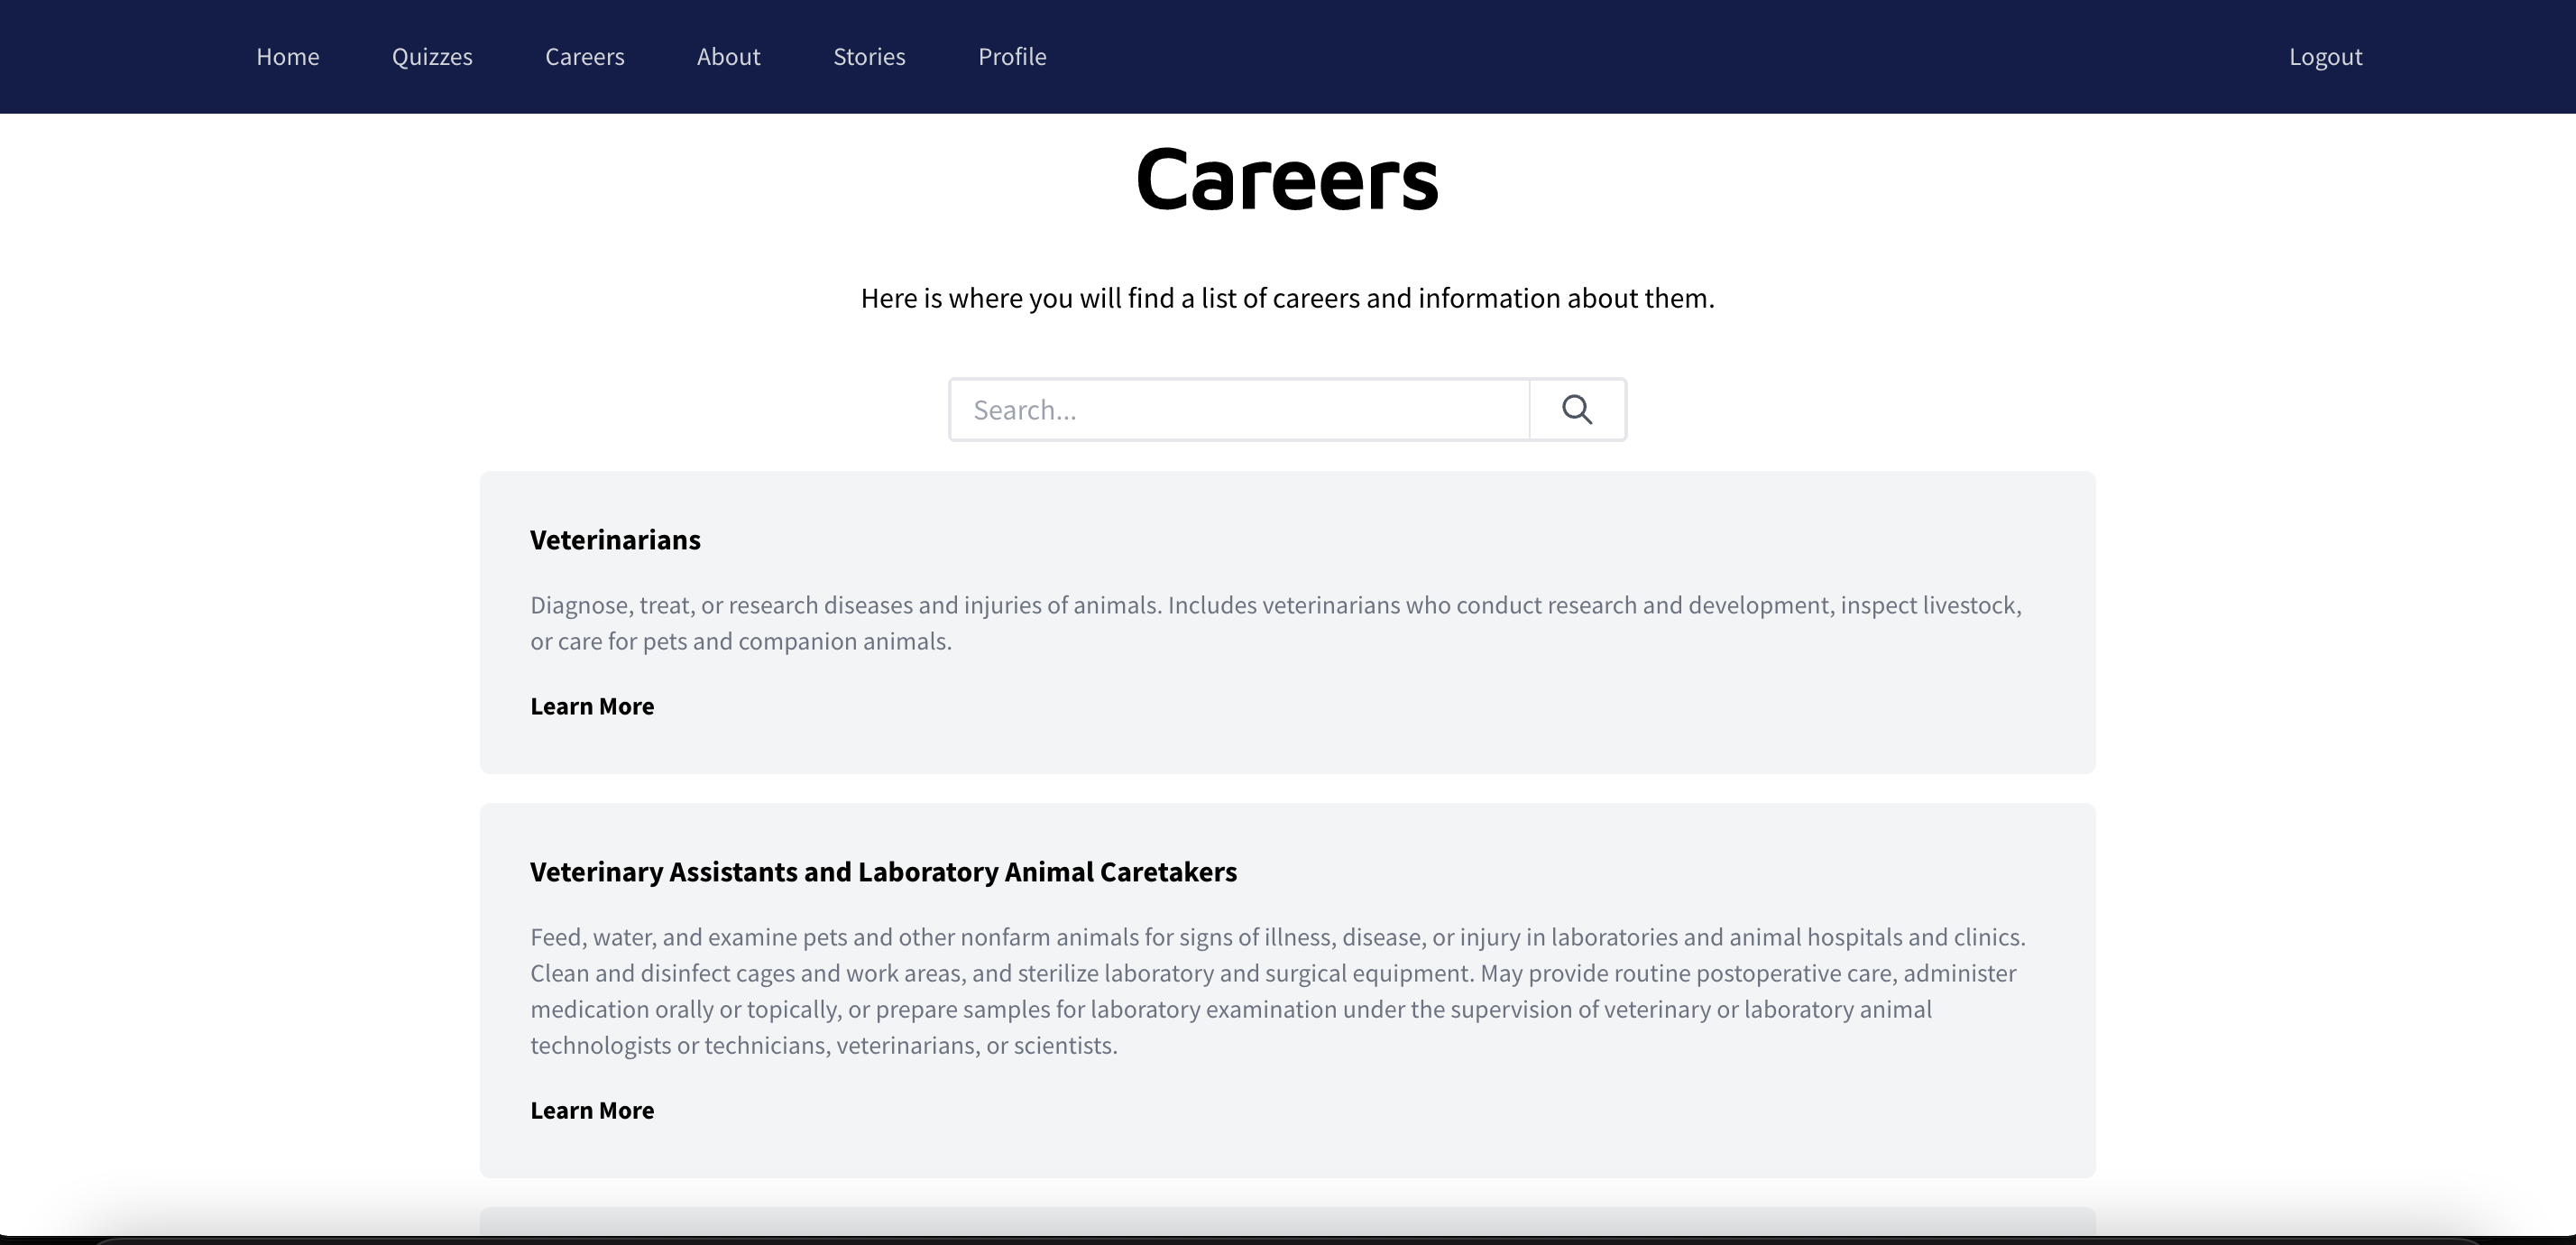 Home Quizzes Careers About Stories Profile Logout
Careers
Here is where you will find a list of careers and information about them.
Search...
Veterinarians
Diagnose, treat, or research diseases and injuries of animals. Includes veterinarians who conduct research and development, inspect livestock,
or care for pets and companion animals.
Learn More
Veterinary Assistants and Laboratory Animal Caretakers
Feed, water, and examine pets and other nonfarm animals for signs of illness, disease, or injury in laboratories and animal hospitals and clinics.
Clean and disinfect cages and work areas, and sterilize laboratory and surgical equipment. May provide routine postoperative care, administer
medication orally or topically, or prepare samples for laboratory examination under the supervision of veterinary or laboratory animal
technologists or technicians, veterinarians, or scientists.
Learn More